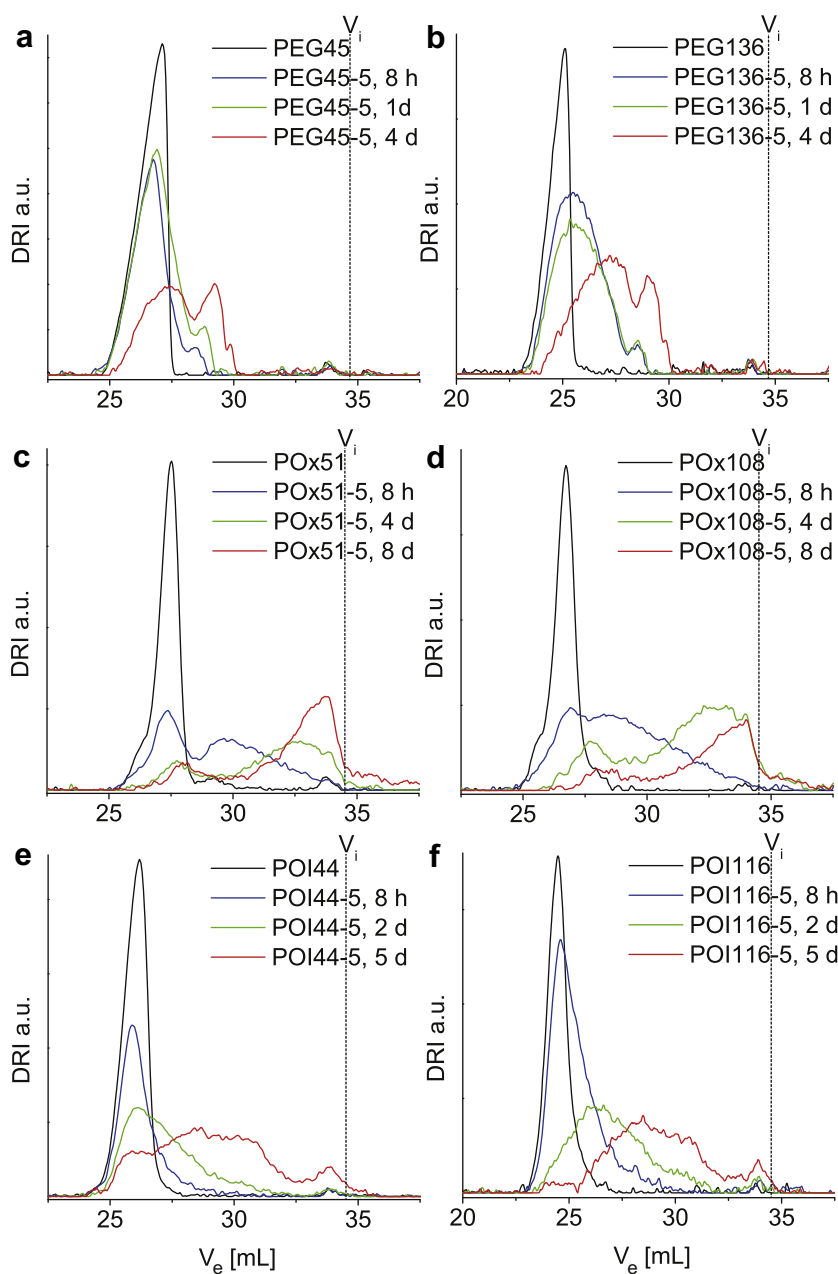 a
V
i
PEG45
PEG45-5, 8 h
PEG45-5, 1d
PEG45-5, 4 d
DRI a.u.
25
30
35
b
V
i
PEG136
PEG136-5, 8 h
PEG136-5, 1 d
PEG136-5, 4 d
DRI a.u.
20
25
30
35
c
V
i
POx51
POx51-5, 8 h
POx51-5, 4 d
POx51-5, 8 d
DRI a.u.
25
30
35
d
V
i
POx108
POx108-5, 8 h
POx108-5, 4 d
POx108-5, 8 d
DRI a.u.
25
30
35
e
V
i
POI44
POI44-5, 8 h
POI44-5, 2 d
POI44-5, 5 d
DRI a.u.
25
30
35
Ve [mL]
f
V
i
POI116
POI116-5, 8 h
POI116-5, 2 d
POI116-5, 5 d
DRI a.u.
20
25
30
35
Ve [mL]